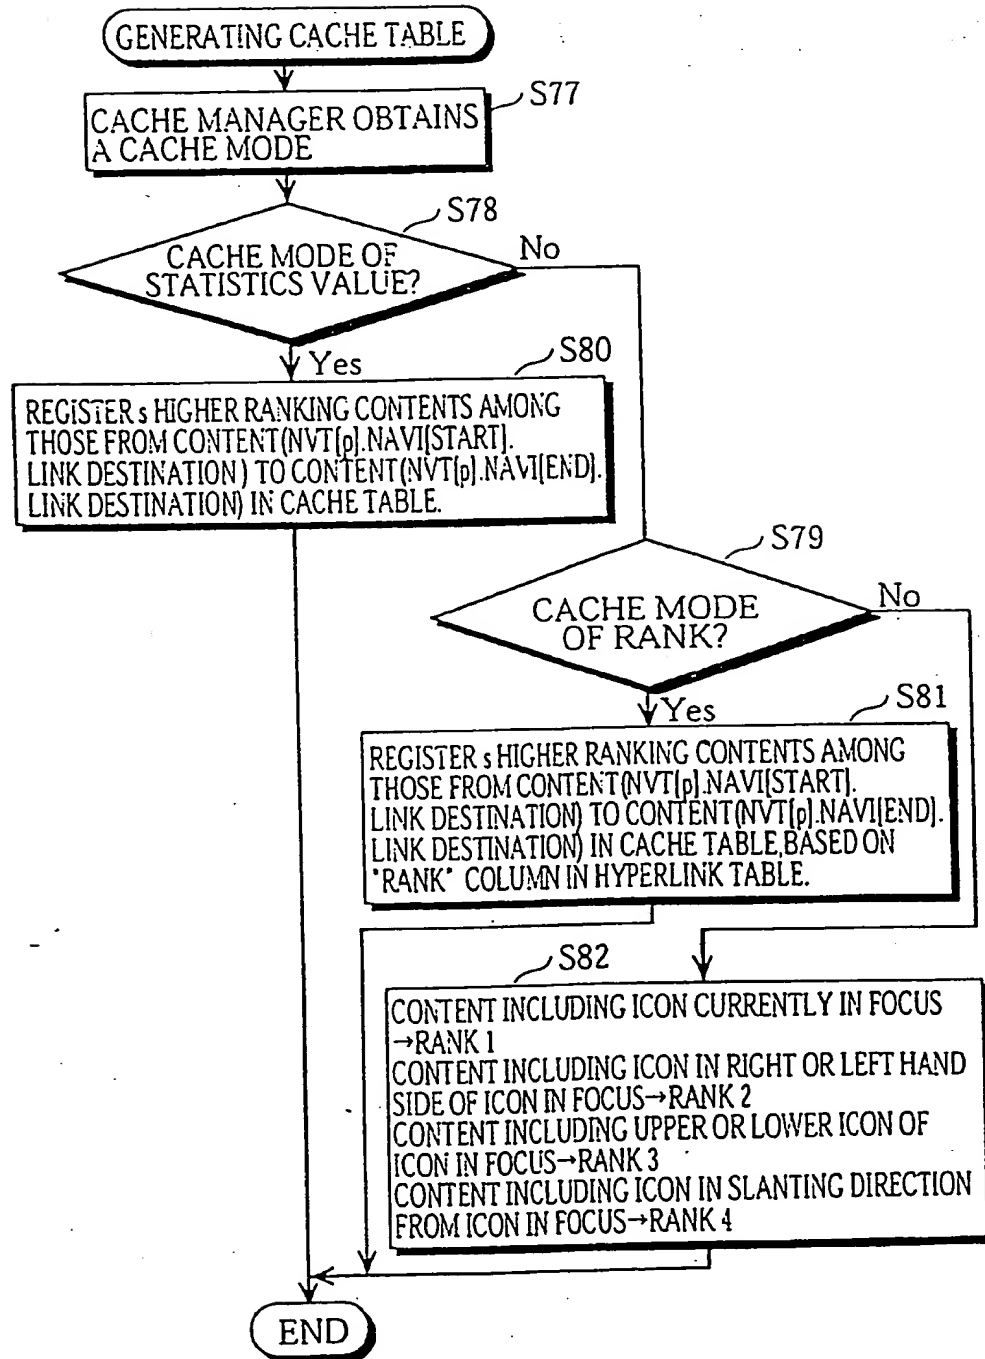 GENERATING CACHE TABLE
S77
CACHE MANAGER OBTAINS
A CACHE MODE
S78
CACHE MODE OF
STATISTICS VALUE?
No
Yes
S80
REGISTER s HIGHER RANKING CONTENTS AMONG
THOSE FROM CONTENT(NVT[p].NAVI[START].
LINK DESTINATION) TO CONTENT(NVT[p].NAVI[END].
LINK DESTINATION) IN CACHE TABLE.
S79
CACHE MODE
OF RANK?
No
Yes
S81
REGISTER s HIGHER RANKING CONTENTS AMONG
THOSE FROM CONTENT(NVT[p].NAVI[START].
LINK DESTINATION) TO CONTENT(NVT[p].NAVI[END].
LINK DESTINATION) IN CACHE TABLE,BASED ON
"RANK" COLUMN IN HYPERLINK TABLE.
S82
CONTENT INCLUDING ICON CURRENTLY IN FOCUS
→RANK 1
CONTENT INCLUDING ICON IN RIGHT OR LEFT HAND
SIDE OF ICON IN FOCUS→RANK 2
CONTENT INCLUDING UPPER OR LOWER ICON OF
ICON IN FOCUS→RANK 3
CONTENT INCLUDING ICON IN SLANTING DIRECTION
FROM ICON IN FOCUS→RANK 4
END